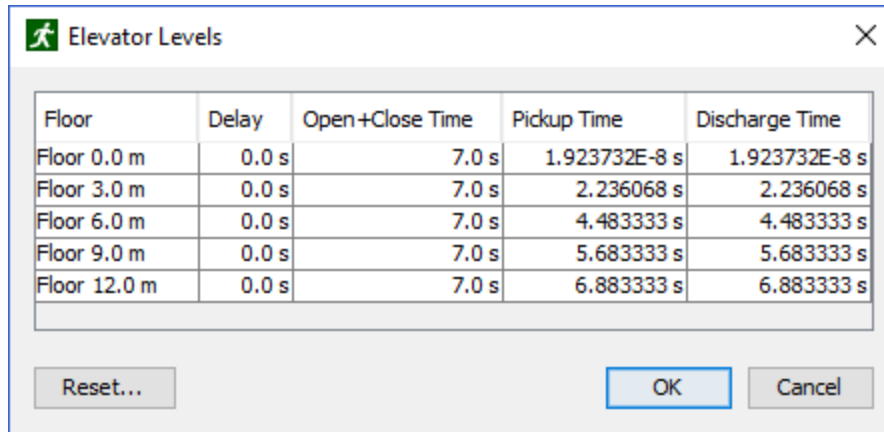 Elevator Levels
Floor Delay Open+Close Time Pickup Time Discharge Time
Floor 0.0 m 0.0 s 7.0 s 1.923732E-8 s 1.923732E-8 s
Floor 3.0 m 0.0 s 7.0 s 2.236068 s 2.236068 s
Floor 6.0 m 0.0 s 7.0 s 4.483333 s 4.483333 s
Floor 9.0 m 0.0 s 7.0 s 5.683333 s 5.683333 s
Floor 12.0 m 0.0 s 7.0 s 6.883333 s 6.883333 s
Reset... OK Cancel